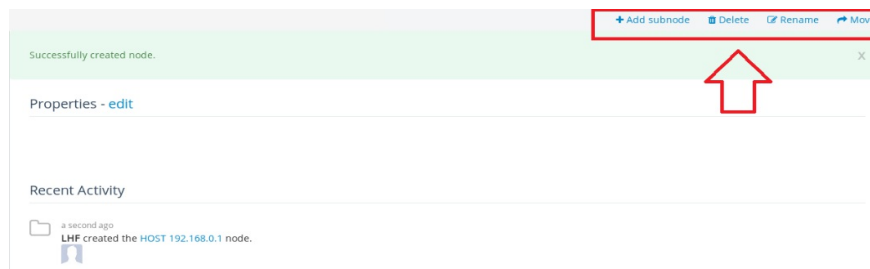 + Add subnode Delete Rename Mov
Successfully created node.
X
Properties - edit
Recent Activity
a second ago
LHF created the HOST 192.168.0.1 node.